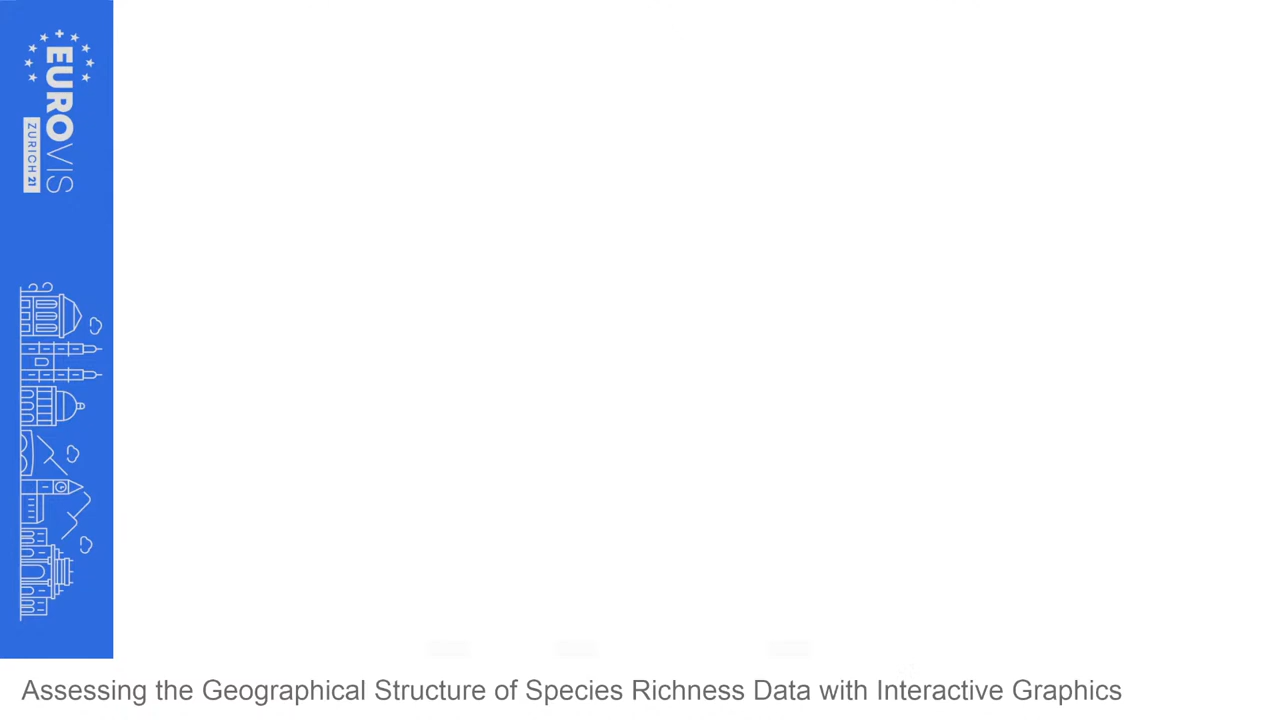 EUROVIS
ZURICH 21
Assessing the Geographical Structure of Species Richness Data with Interactive Graphics